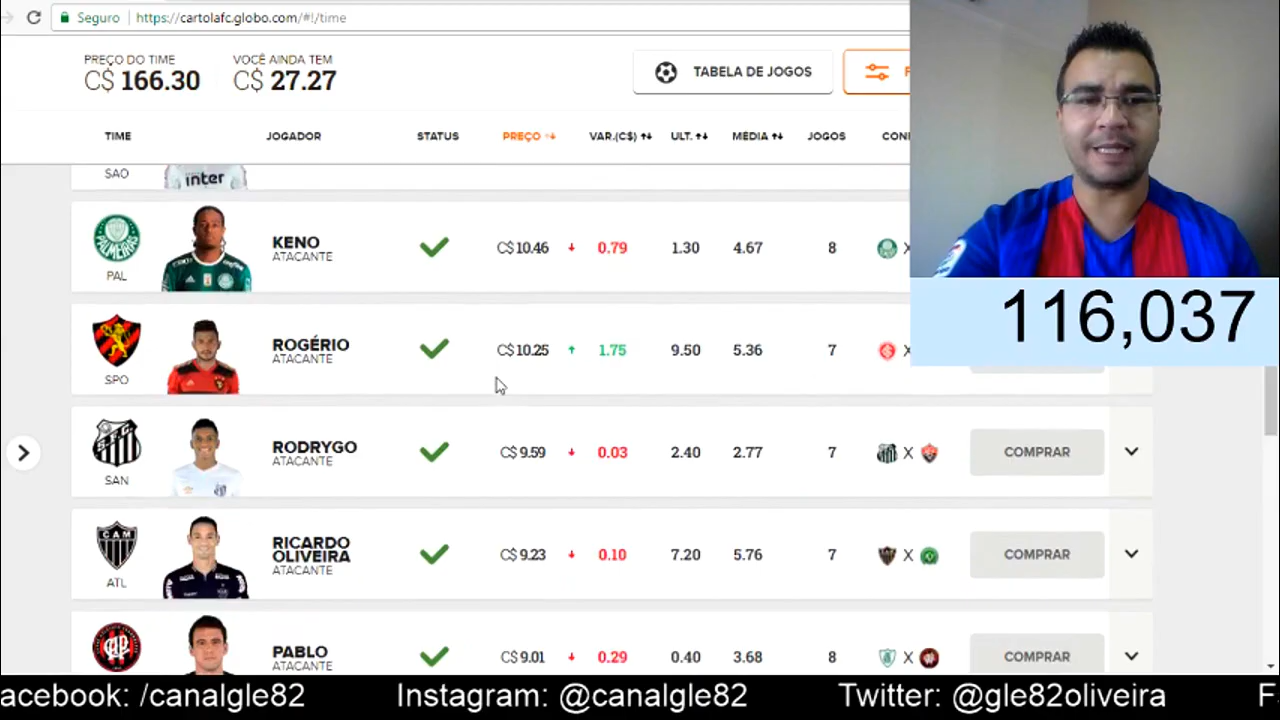 Seguro https://cartolafc.globo.com/#!/time
PREÇO DO TIME VOCÊ AINDA TEM
C$ 166.30 C$ 27.27
TABELA DE JOGOS
TIME JOGADOR STATUS PREÇO VAR.(C$) ULT. MÉDIA JOGOS
SAO inter
PALMEIRAS
PAL KENO ATACANTE C$ 10.46 0.79 1.30 4.67 8 X
SPO ROGÉRIO ATACANTE C$ 10.25 1.75 9.50 5.36 7 X
SAN RODRYGO ATACANTE C$ 9.59 0.03 2.40 2.77 7 X COMPRAR
CAM
ATL RICARDO OLIVEIRA ATACANTE C$ 9.23 0.10 7.20 5.76 7 X COMPRAR
PABLO ATACANTE C$ 9.01 0.29 0.40 3.68 8 X COMPRAR
116,037
acebook: /canalgle82 Instagram: @canalgle82 Twitter: @gle82oliveira F